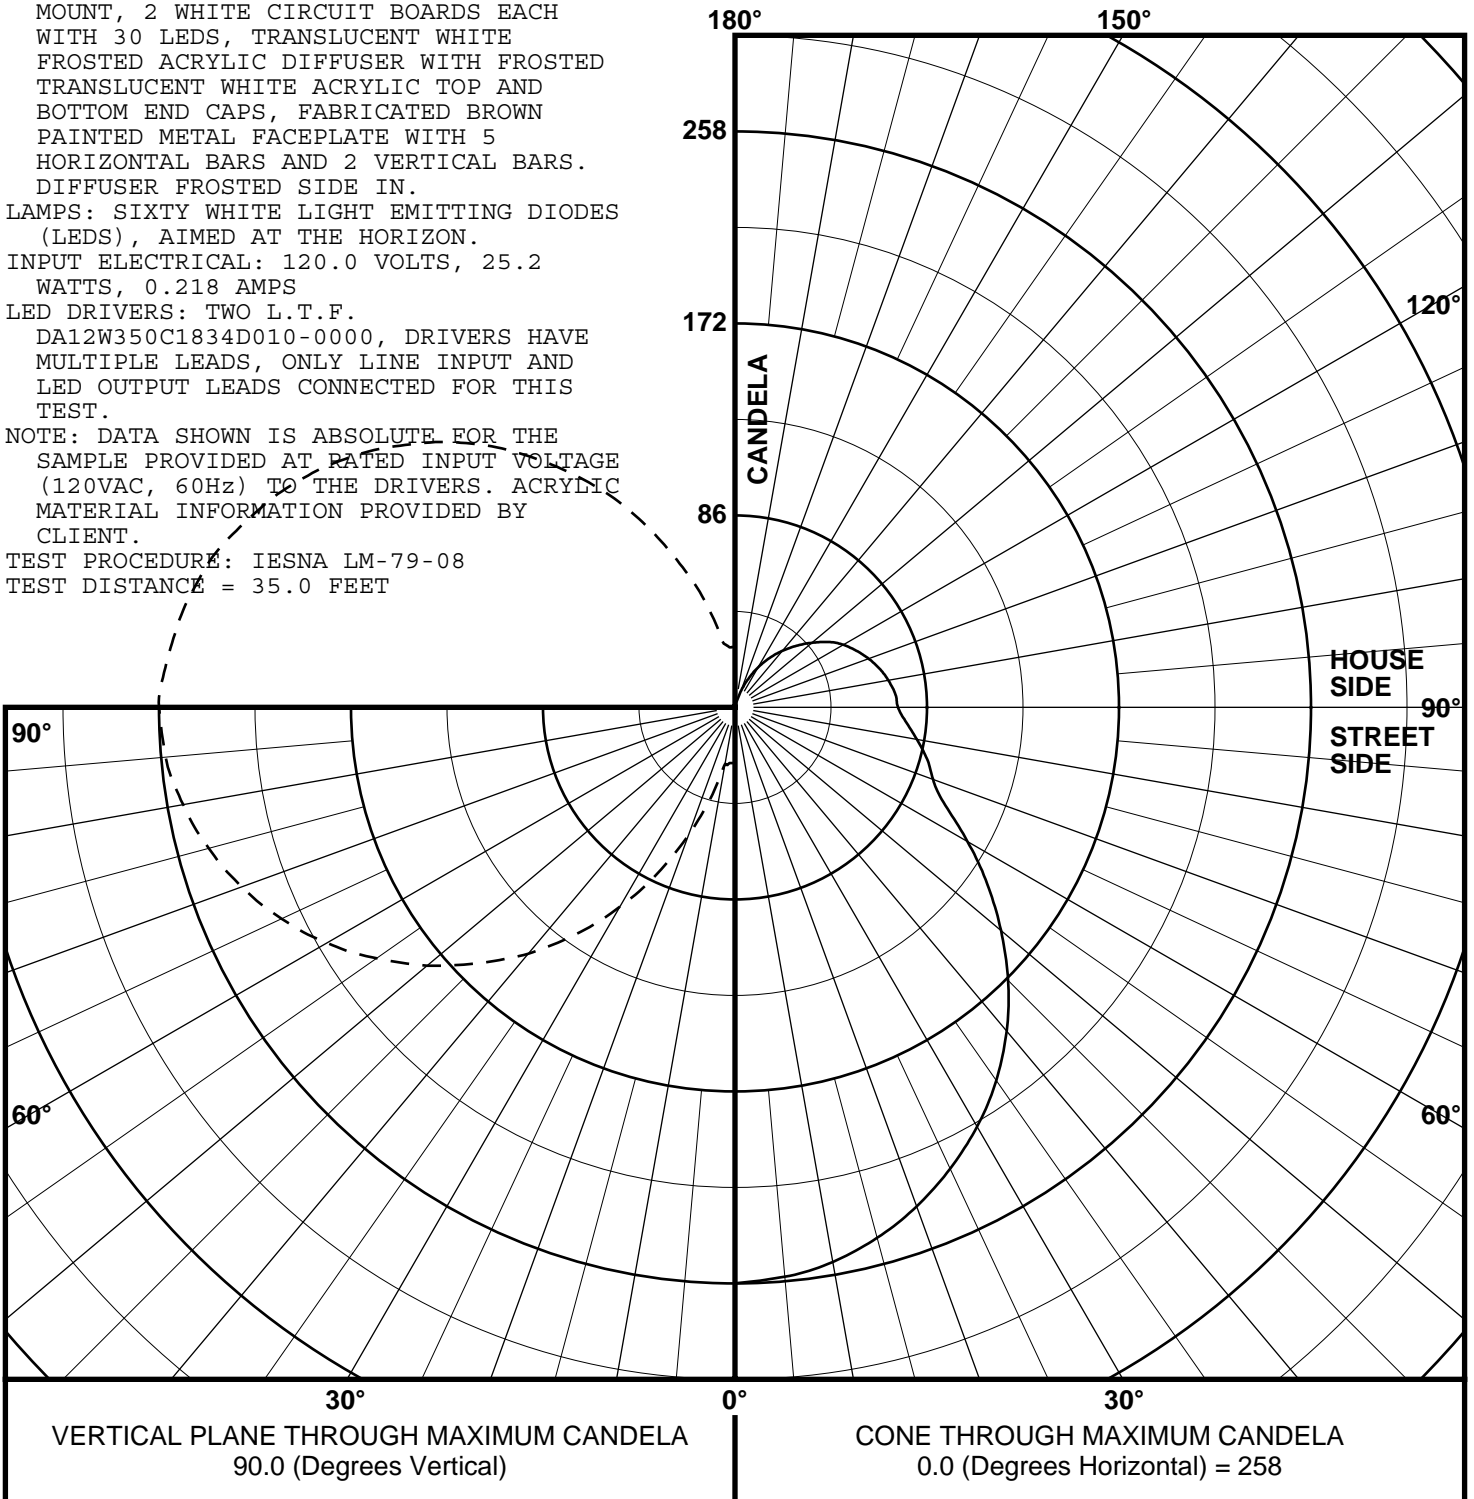 MOUNT, 2 WHITE CIRCUIT BOARDS EACH
WITH 30 LEDS, TRANSLUCENT WHITE
FROSTED ACRYLIC DIFFUSER WITH FROSTED
TRANSLUCENT WHITE ACRYLIC TOP AND
BOTTOM END CAPS, FABRICATED BROWN
PAINTED METAL FACEPLATE WITH 5
HORIZONTAL BARS AND 2 VERTICAL BARS.
DIFFUSER FROSTED SIDE IN.
LAMPS: SIXTY WHITE LIGHT EMITTING DIODES
(LEDS), AIMED AT THE HORIZON.
INPUT ELECTRICAL: 120.0 VOLTS, 25.2
WATTS, 0.218 AMPS
LED DRIVERS: TWO L.T.F.
DA12W350C1834D010-0000, DRIVERS HAVE
MULTIPLE LEADS, ONLY LINE INPUT AND
LED OUTPUT LEADS CONNECTED FOR THIS
TEST.
NOTE: DATA SHOWN IS ABSOLUTE FOR THE
SAMPLE PROVIDED AT RATED INPUT VOLTAGE
(120VAC, 60Hz) TO THE DRIVERS. ACRYLIC
MATERIAL INFORMATION PROVIDED BY
CLIENT.
TEST PROCEDURE: IESNA LM-79-08
TEST DISTANCE = 35.0 FEET
180°
150°
258
120°
172
CANDELA
86
HOUSE
SIDE
90°
90°
STREET
SIDE
60°
60°
30°
0°
30°
VERTICAL PLANE THROUGH MAXIMUM CANDELA
90.0 (Degrees Vertical)
CONE THROUGH MAXIMUM CANDELA
0.0 (Degrees Horizontal) = 258